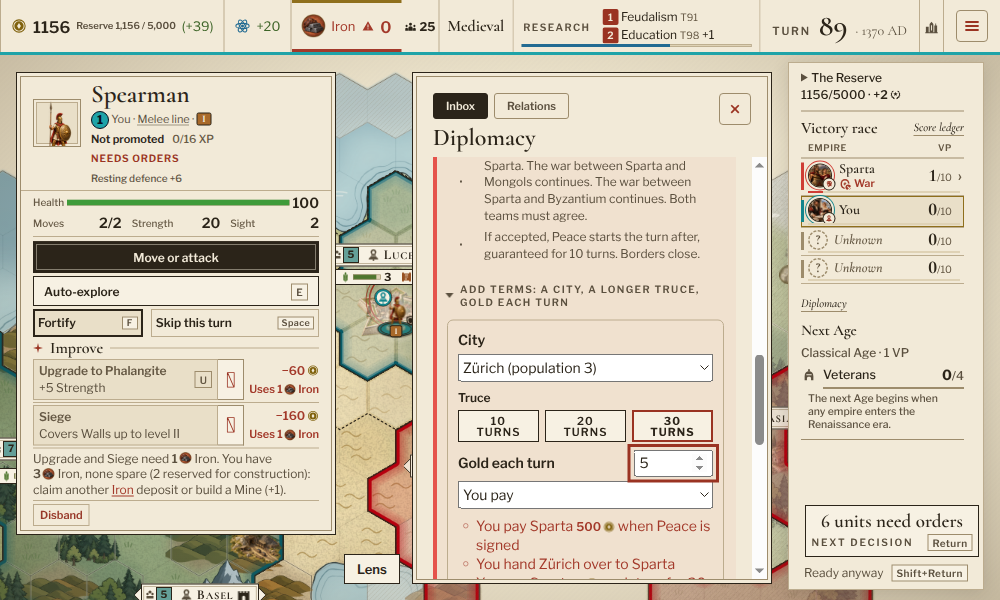 1156 Reserve 1,156 / 5,000 (+39)
+20
Iron 0
25
Medieval
RESEARCH
1 Feudalism T91
2 Education T98 +1
TURN 89 · 1370 AD
Spearman
1 You · Melee line · I
Not promoted 0/16 XP
NEEDS ORDERS
Resting defence +6
Health 100
Moves 2/2 Strength 20 Sight 2
Move or attack
Auto-explore E
Fortify F
Skip this turn Space
Improve
Upgrade to Phalangite U −60
+5 Strength Uses 1 Iron
Siege −160
Covers Walls up to level II Uses 1 Iron
Upgrade and Siege need 1 Iron. You have
3 Iron, none spare (2 reserved for construction):
claim another Iron deposit or build a Mine (+1).
Disband
5 LUCE
3
I
7
5 BASEL
Lens
Inbox
Relations
×
Diplomacy
Sparta. The war between Sparta and
Mongols continues. The war between
Sparta and Byzantium continues. Both
teams must agree.
If accepted, Peace starts the turn after,
guaranteed for 10 turns. Borders close.
ADD TERMS: A CITY, A LONGER TRUCE,
GOLD EACH TURN
City
Zürich (population 3)
Truce
10 TURNS
20 TURNS
30 TURNS
Gold each turn 5
You pay
You pay Sparta 500 when Peace is
signed
You hand Zürich over to Sparta
The Reserve
1156/5000 · +2
Victory race Score ledger
EMPIRE VP
Sparta 1/10 ›
War
You 0/10
? Unknown 0/10
? Unknown 0/10
Diplomacy
Next Age
Classical Age · 1 VP
Veterans 0/4
The next Age begins when
any empire enters the
Renaissance era.
6 units need orders
NEXT DECISION Return
Ready anyway Shift+Return